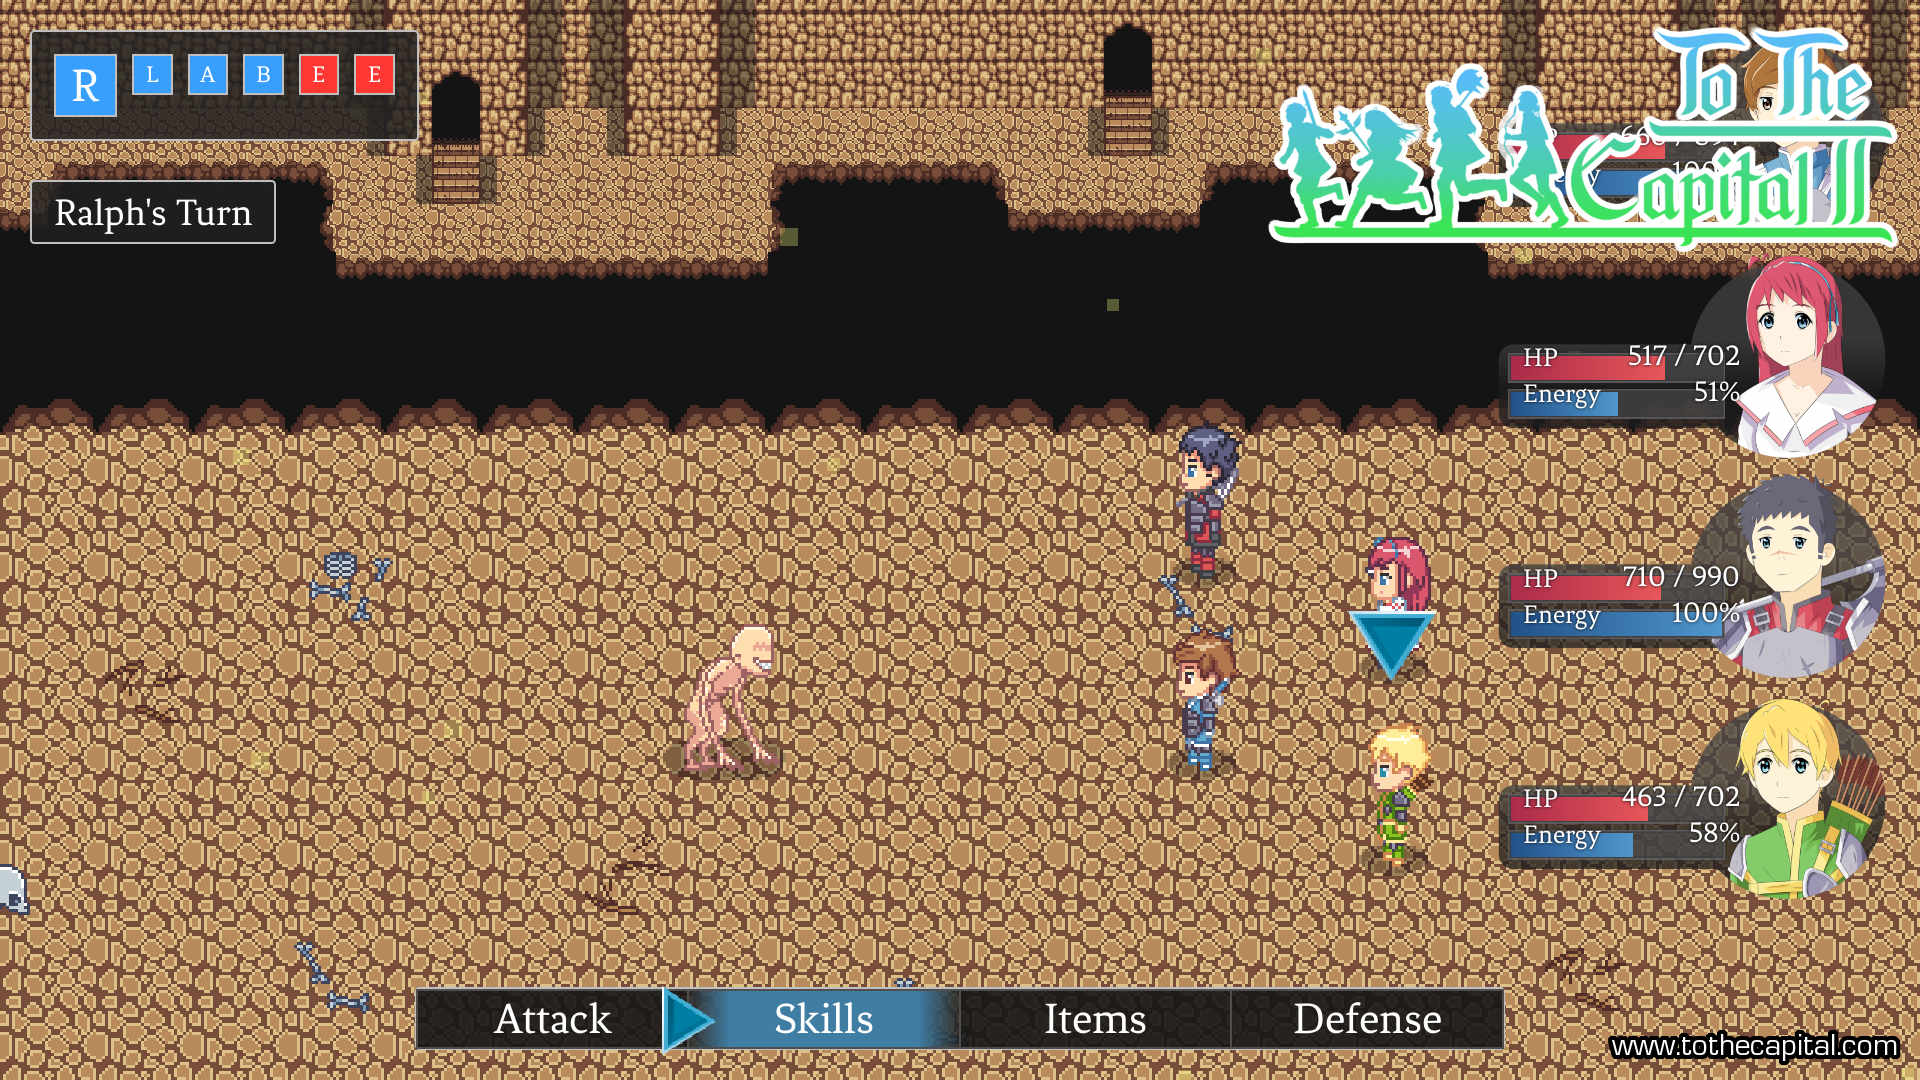 R L A B E E
Ralph's Turn
To The
Capital II
HP 517 / 702
Energy 51%
HP 710 / 990
Energy 100%
HP 463 / 702
Energy 58%
Attack Skills Items Defense
www.tothecapital.com